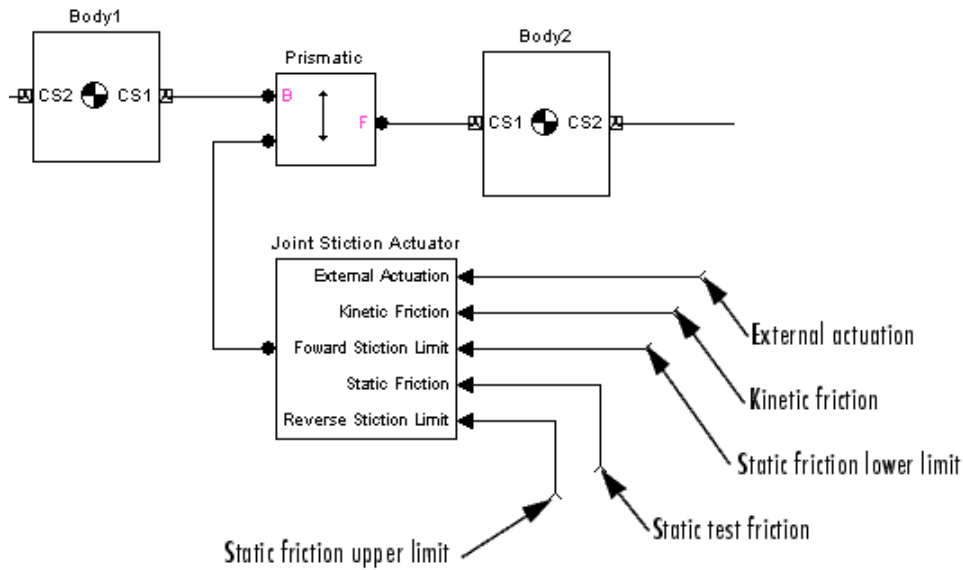 Body1
CS2 CS1
Prismatic
B
F
Body2
CS1 CS2
Joint Stiction Actuator
External Actuation
Kinetic Friction
Foward Stiction Limit
Static Friction
Reverse Stiction Limit
External actuation
Kinetic friction
Static friction lower limit
Static test friction
Static friction upper limit